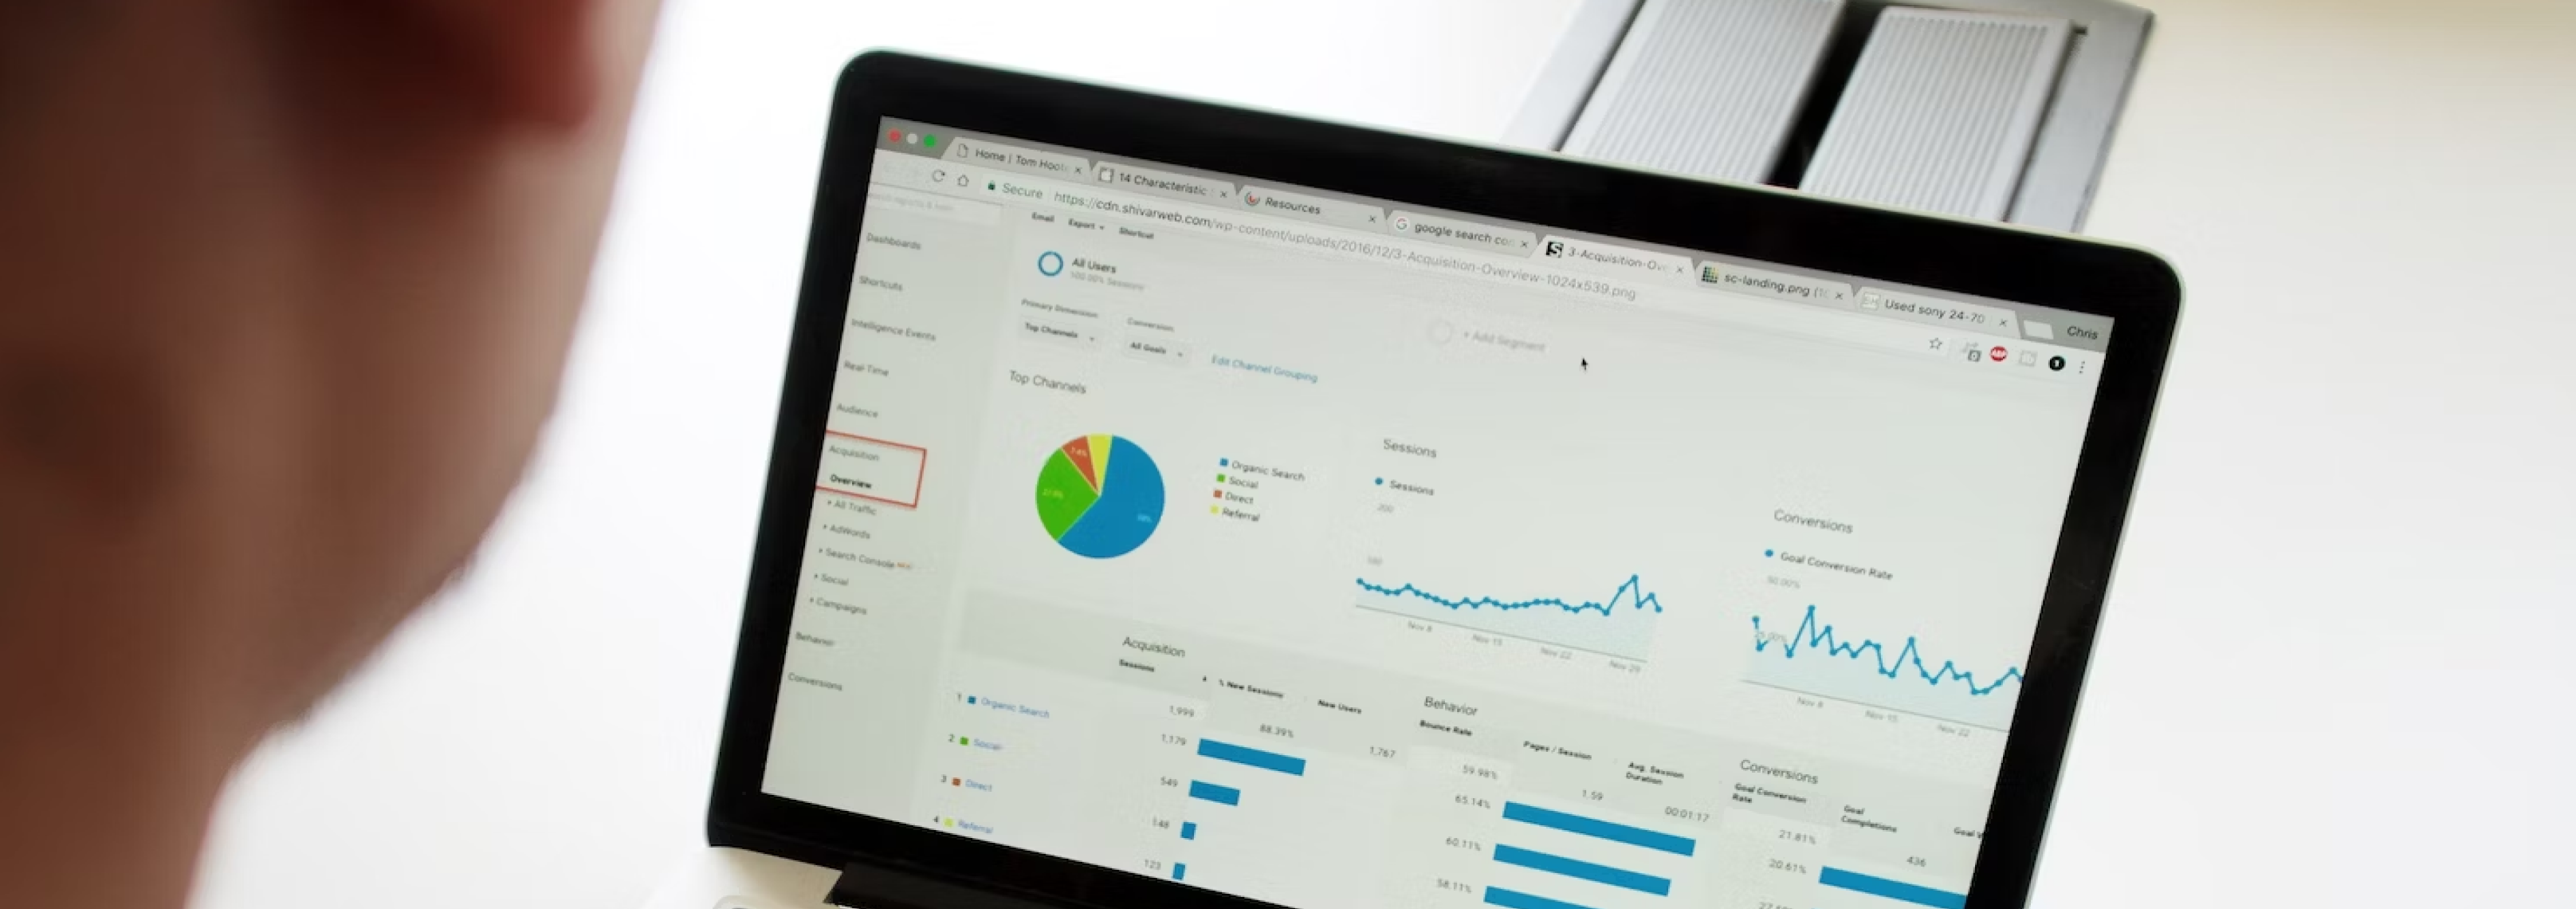 Home | Tom Hoot
14 Characteristic
Resources
google search con
3-Acquisition-Ov
sc-landing.png (1
Used sony 24-70
Chris
Secure https://cdn.shivarweb.com/wp-content/uploads/2016/12/3-Acquisition-Overview-1024x539.png
ABP
Email Export Shortcut
Dashboards
Shortcuts
Intelligence Events
Real-Time
Audience
Acquisition
Overview
All Traffic
AdWords
Search Console
Social
Campaigns
Behavior
Conversions
All Users
100.00% Sessions
+ Add Segment
Primary Dimension:
Conversion:
Top Channels
All Goals
Edit Channel Grouping
Top Channels
Organic Search
Social
Direct
Referral
Sessions
Sessions
200
100
Nov 8 Nov 15 Nov 22 Nov 29
Conversions
Goal Conversion Rate
50.00%
25.00%
Nov 8 Nov 15 Nov 22
Acquisition
Sessions % New Sessions New Users
1,999 88.39% 1,767
Behavior
Bounce Rate Pages / Session Avg. Session Duration
59.98% 1.59 00:01:17
Conversions
Goal Conversion Rate Goal Completions Goal V
21.81% 436
1 Organic Search 1,179 65.14% 20.61%
2 Social 549 60.11%
3 Direct 148 58.11%
4 Referral 123